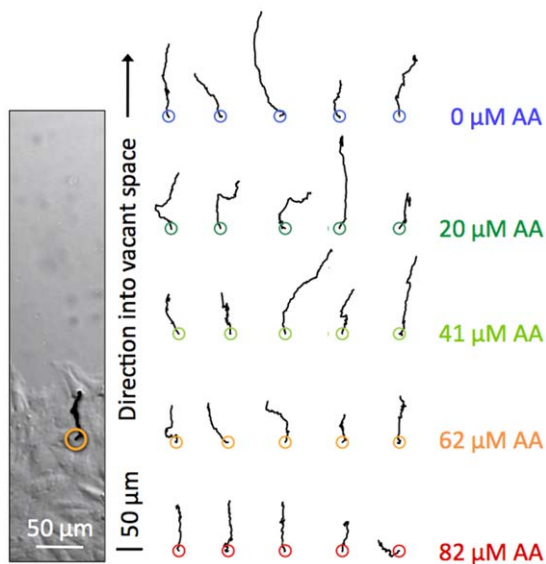 Direction into vacant space
0 µM AA
20 µM AA
41 µM AA
62 µM AA
82 µM AA
50 µm
50 µm